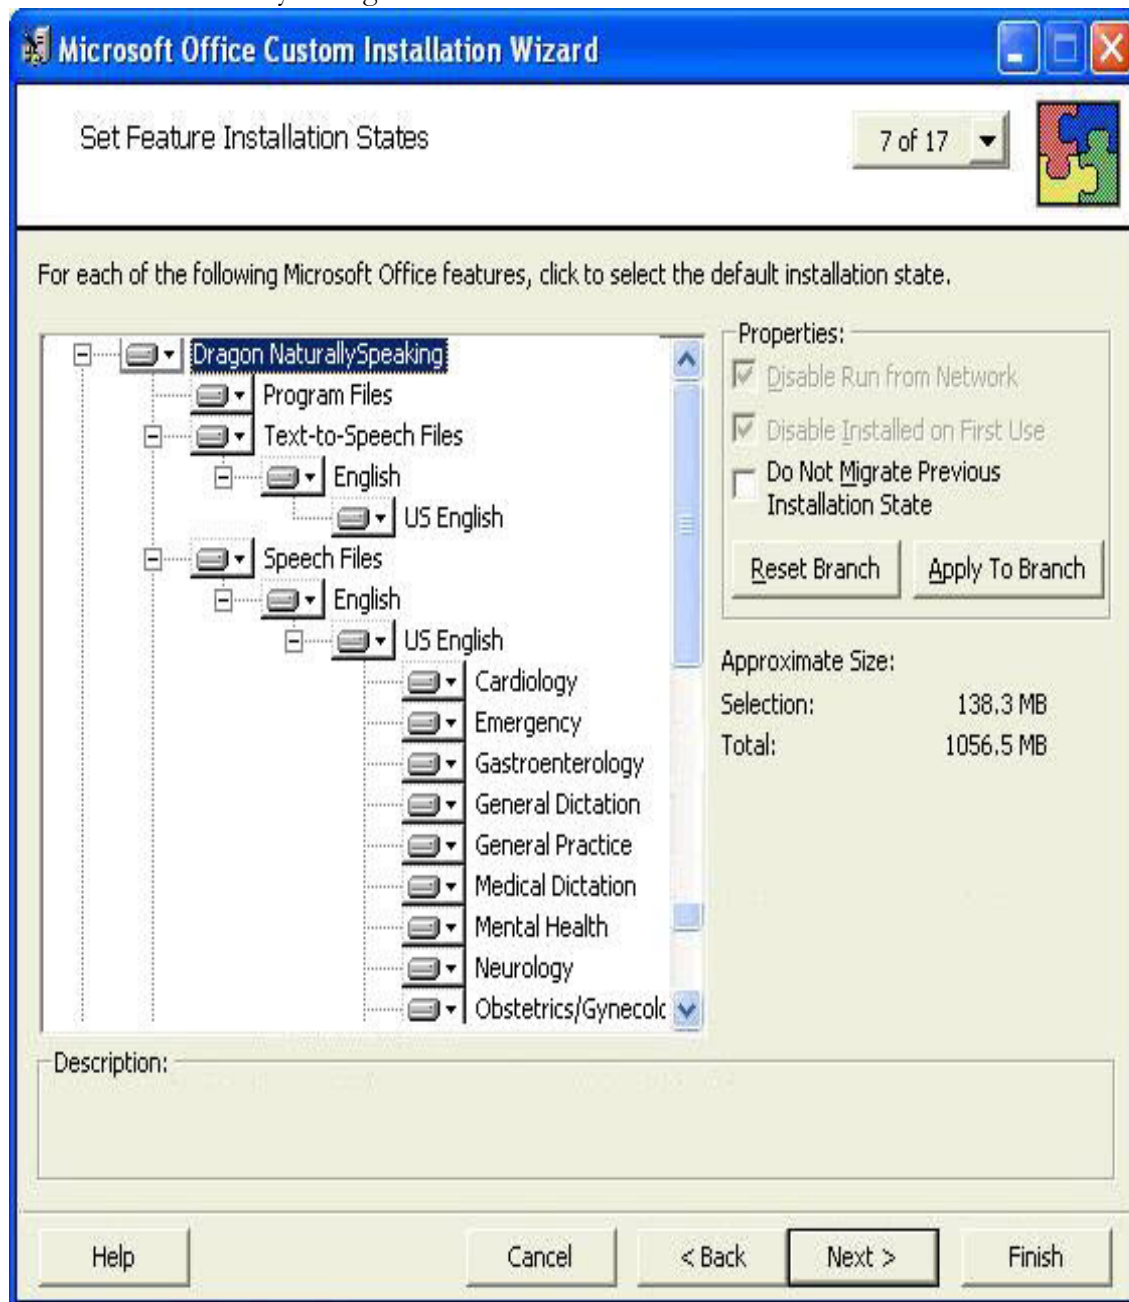 Microsoft Office Custom Installation Wizard
Set Feature Installation States
7 of 17
For each of the following Microsoft Office features, click to select the default installation state.
Dragon NaturallySpeaking
Program Files
Text-to-Speech Files
English
US English
Speech Files
English
US English
Cardiology
Emergency
Gastroenterology
General Dictation
General Practice
Medical Dictation
Mental Health
Neurology
Obstetrics/Gynecolc
Properties:
Disable Run from Network
Disable Installed on First Use
Do Not Migrate Previous
Installation State
Reset Branch Apply To Branch
Approximate Size:
Selection: 138.3 MB
Total: 1056.5 MB
Description:
Help Cancel < Back Next > Finish